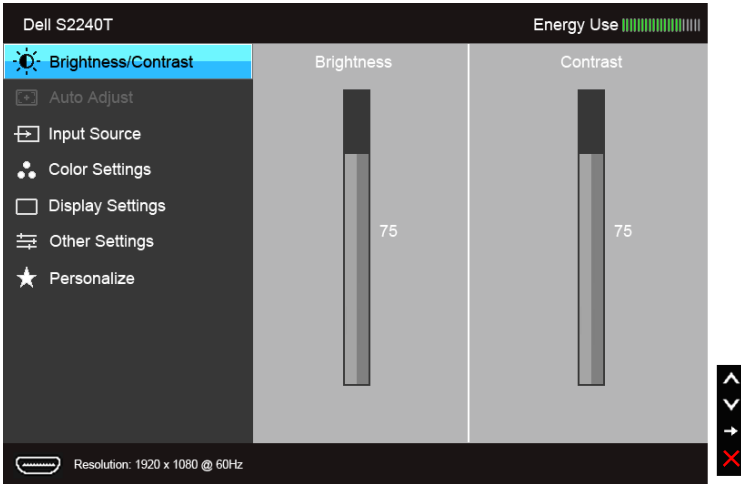 Dell S2240T
Energy Use
Brightness/Contrast
Auto Adjust
Input Source
Color Settings
Display Settings
Other Settings
Personalize
Brightness
75
Contrast
75
Resolution: 1920 x 1080 @ 60Hz